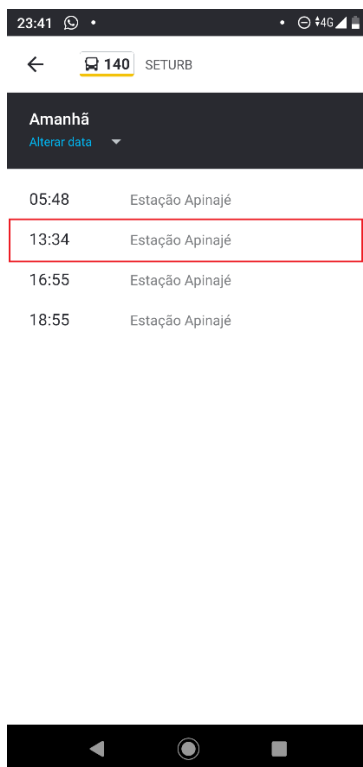 23:41
4G
140 SETURB
Amanhã
Alterar data
05:48 Estação Apinajé
13:34 Estação Apinajé
16:55 Estação Apinajé
18:55 Estação Apinajé